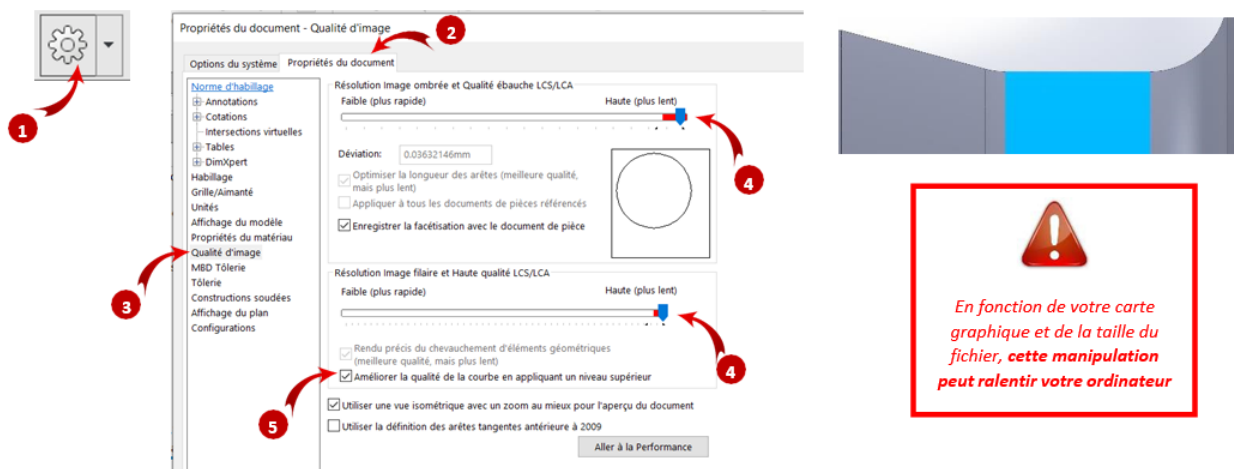 1
Propriétés du document - Qualité d'image
2
Options du système
Propriétés du document
Norme d'habillage
Annotations
Cotations
Intersections virtuelles
Tables
DimXpert
Habillage
Grille/Aimanté
Unités
Affichage du modèle
Propriétés du matériau
Qualité d'image
MBD Tôlerie
Tôlerie
Constructions soudées
Affichage du plan
Configurations
3
Résolution Image ombrée et Qualité ébauche LCS/LCA
Faible (plus rapide)
Haute (plus lent)
4
Déviation:
0.03632146mm
Optimiser la longueur des arêtes (meilleure qualité,
mais plus lent)
Appliquer à tous les documents de pièces référencés
Enregistrer la facétisation avec le document de pièce
Résolution Image filaire et Haute qualité LCS/LCA
Faible (plus rapide)
Haute (plus lent)
4
Rendu précis du chevauchement d'éléments géométriques
(meilleure qualité, mais plus lent)
Améliorer la qualité de la courbe en appliquant un niveau supérieur
5
Utiliser une vue isométrique avec un zoom au mieux pour l'aperçu du document
Utiliser la définition des arêtes tangentes antérieure à 2009
Aller à la Performance
En fonction de votre carte
graphique et de la taille du
fichier, cette manipulation
peut ralentir votre ordinateur